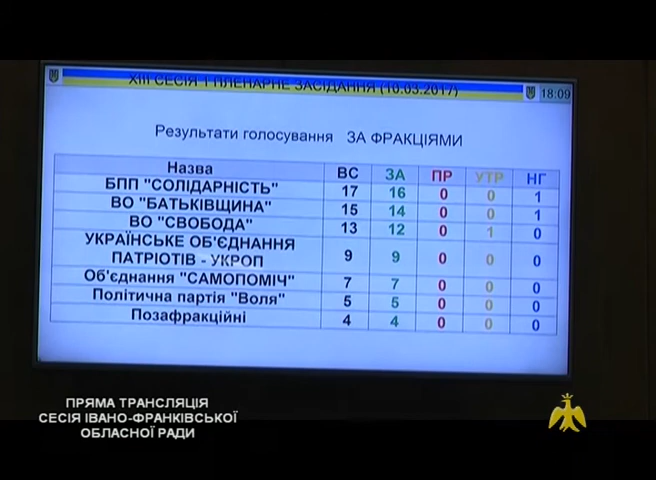 XIII СЕСІЯ I ПЛЕНАРНЕ ЗАСІДАННЯ (10.03.2017)
18:09
Результати голосування ЗА ФРАКЦІЯМИ
Назва ВС ЗА ПР УТР НГ
БПП "СОЛІДАРНІСТЬ" 17 16 0 0 1
ВО "БАТЬКІВЩИНА" 15 14 0 0 1
ВО "СВОБОДА" 13 12 0 1 0
УКРАЇНСЬКЕ ОБ'ЄДНАННЯ
ПАТРІОТІВ - УКРОП 9 9 0 0 0
Об'єднання "САМОПОМІЧ" 7 7 0 0 0
Політична партія "Воля" 5 5 0 0 0
Позафракційні 4 4 0 0 0
ПРЯМА ТРАНСЛЯЦІЯ
СЕСІЯ ІВАНО-ФРАНКІВСЬКОЇ
ОБЛАСНОЇ РАДИ